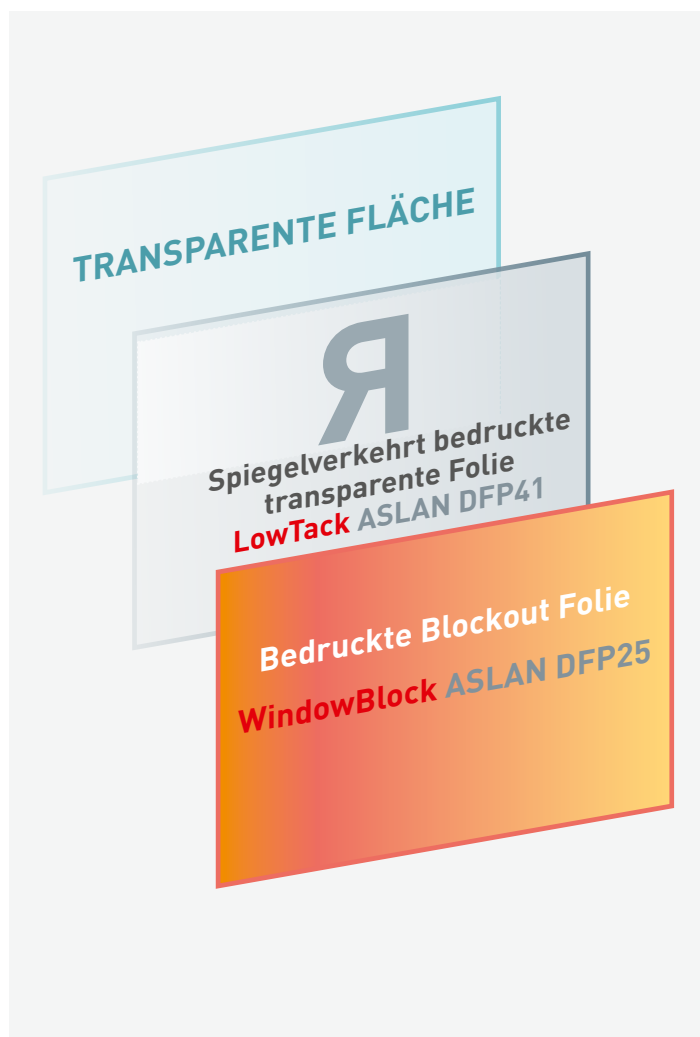 TRANSPARENTE FLÄCHE
Я
Spiegelverkehrt bedruckte
transparente Folie
LowTack ASLAN DFP41
Bedruckte Blockout Folie
WindowBlock ASLAN DFP25